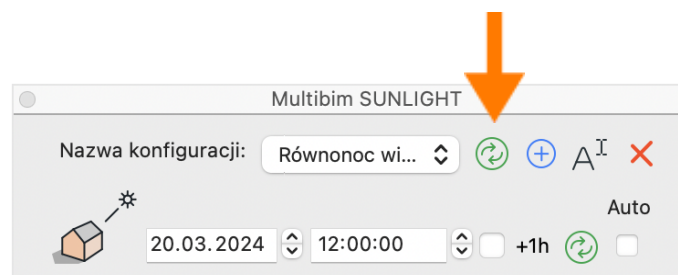 Multibim SUNLIGHT
Nazwa konfiguracji: Równonoc wi... A
Auto
20.03.2024 12:00:00 +1h